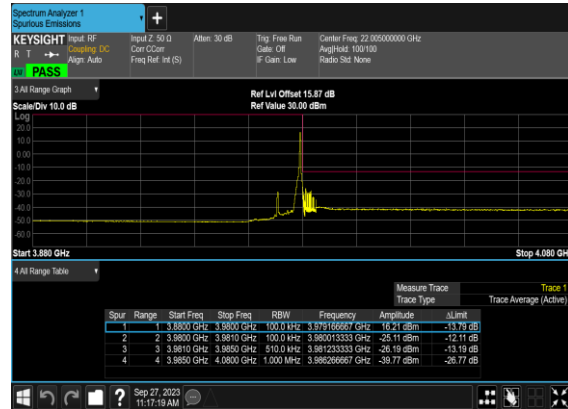 Spectrum Analyzer 1
Spurious Emissions
KEYSIGHT Input: RF Input Z: 50 Ω Atten: 30 dB Trig: Free Run Center Freq: 22.005000000 GHz
R T Coupling: DC Corr CCorr Gate: Off Avg|Hold: 100/100
Align: Auto Freq Ref: Int (S) IF Gain: Low Radio Std: None
LW PASS
3 All Range Graph
Ref Lvl Offset 15.87 dB
Scale/Div 10.0 dB Ref Value 30.00 dBm
Log
20.0
10.0
0.00
-10.0
-20.0
-30.0
-40.0
-50.0
-60.0
Start 3.880 GHz Stop 4.080 GH
4 All Range Table
Measure Trace Trace 1
Trace Type Trace Average (Active)
Spur Range Start Freq Stop Freq RBW Frequency Amplitude ΔLimit
1 1 3.8800 GHz 3.9800 GHz 100.0 kHz 3.979166667 GHz 16.21 dBm -13.79 dB
2 2 3.9800 GHz 3.9810 GHz 100.0 kHz 3.980013333 GHz -25.11 dBm -12.11 dB
3 3 3.9810 GHz 3.9850 GHz 510.0 kHz 3.981233333 GHz -26.19 dBm -13.19 dB
4 4 3.9850 GHz 4.0800 GHz 1.000 MHz 3.986266667 GHz -39.77 dBm -26.77 dB
? Sep 27, 2023
11:17:19 AM